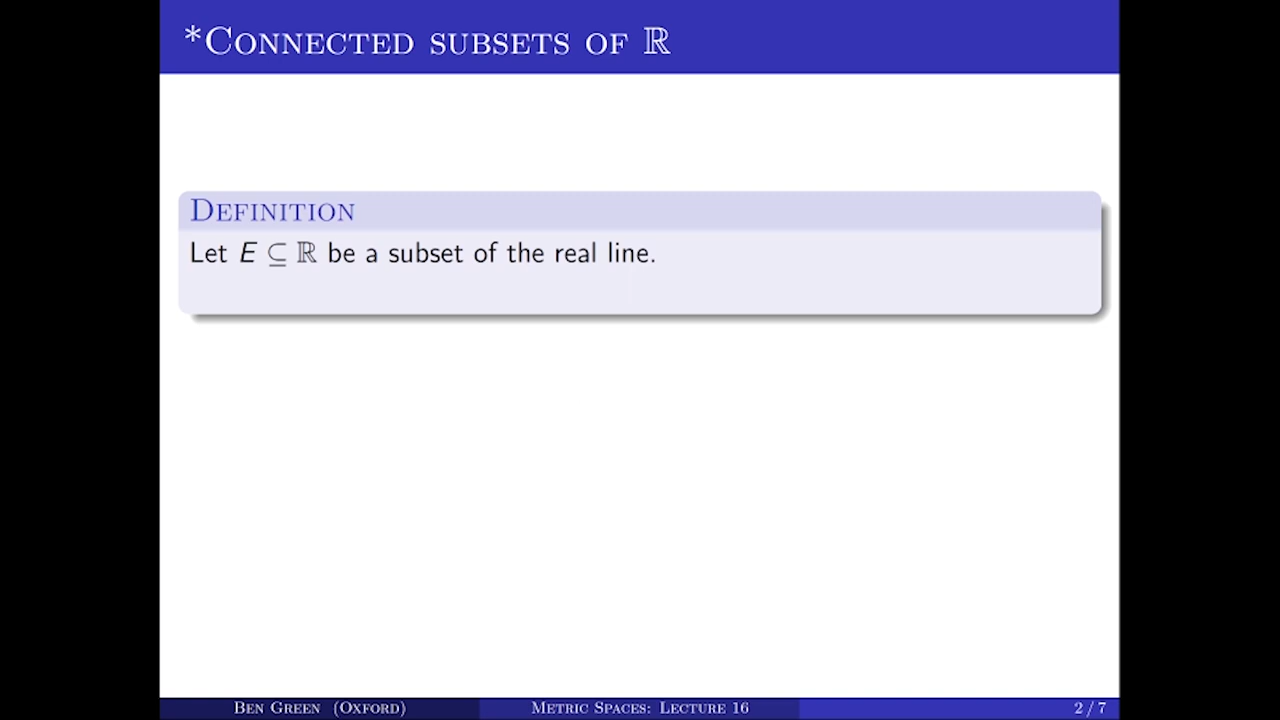 *Connected subsets of ℝ
Definition
Let E ⊆ ℝ be a subset of the real line.
Ben Green (Oxford)
Metric Spaces: Lecture 16
2 / 7